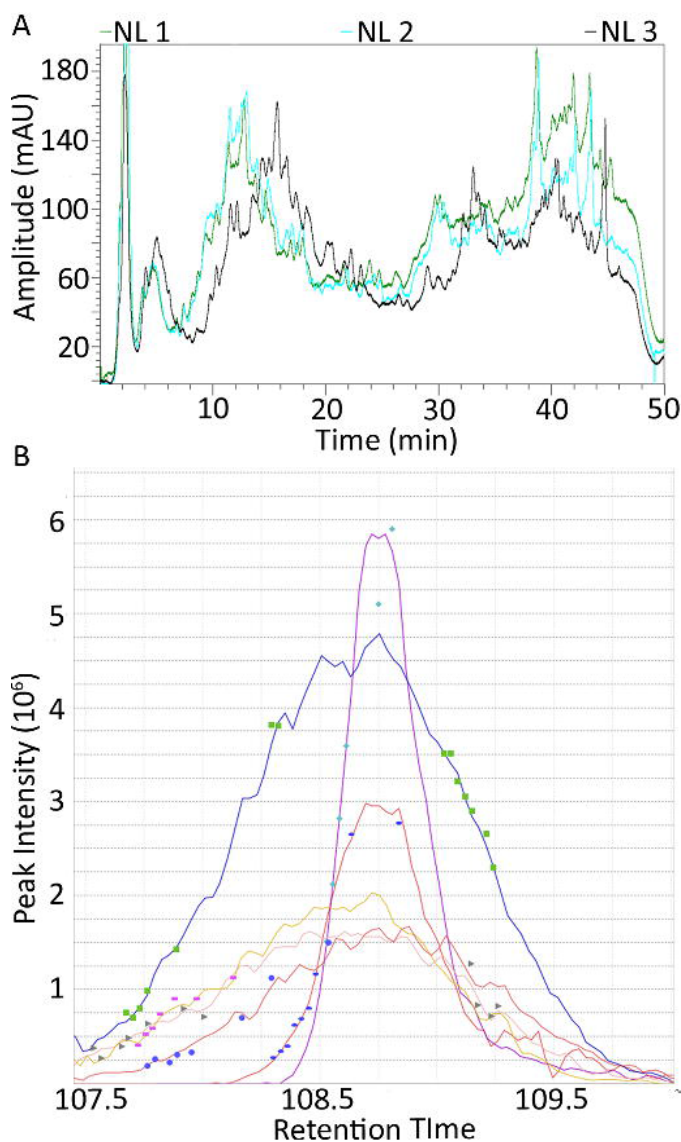 A
NL 1 NL 2 NL 3
180
140
100
60
20
Amplitude (mAU)
10 20 30 40 50
Time (min)
B
6
5
4
3
2
1
Peak Intensity (10⁶)
107.5 108.5 109.5
Retention TIme